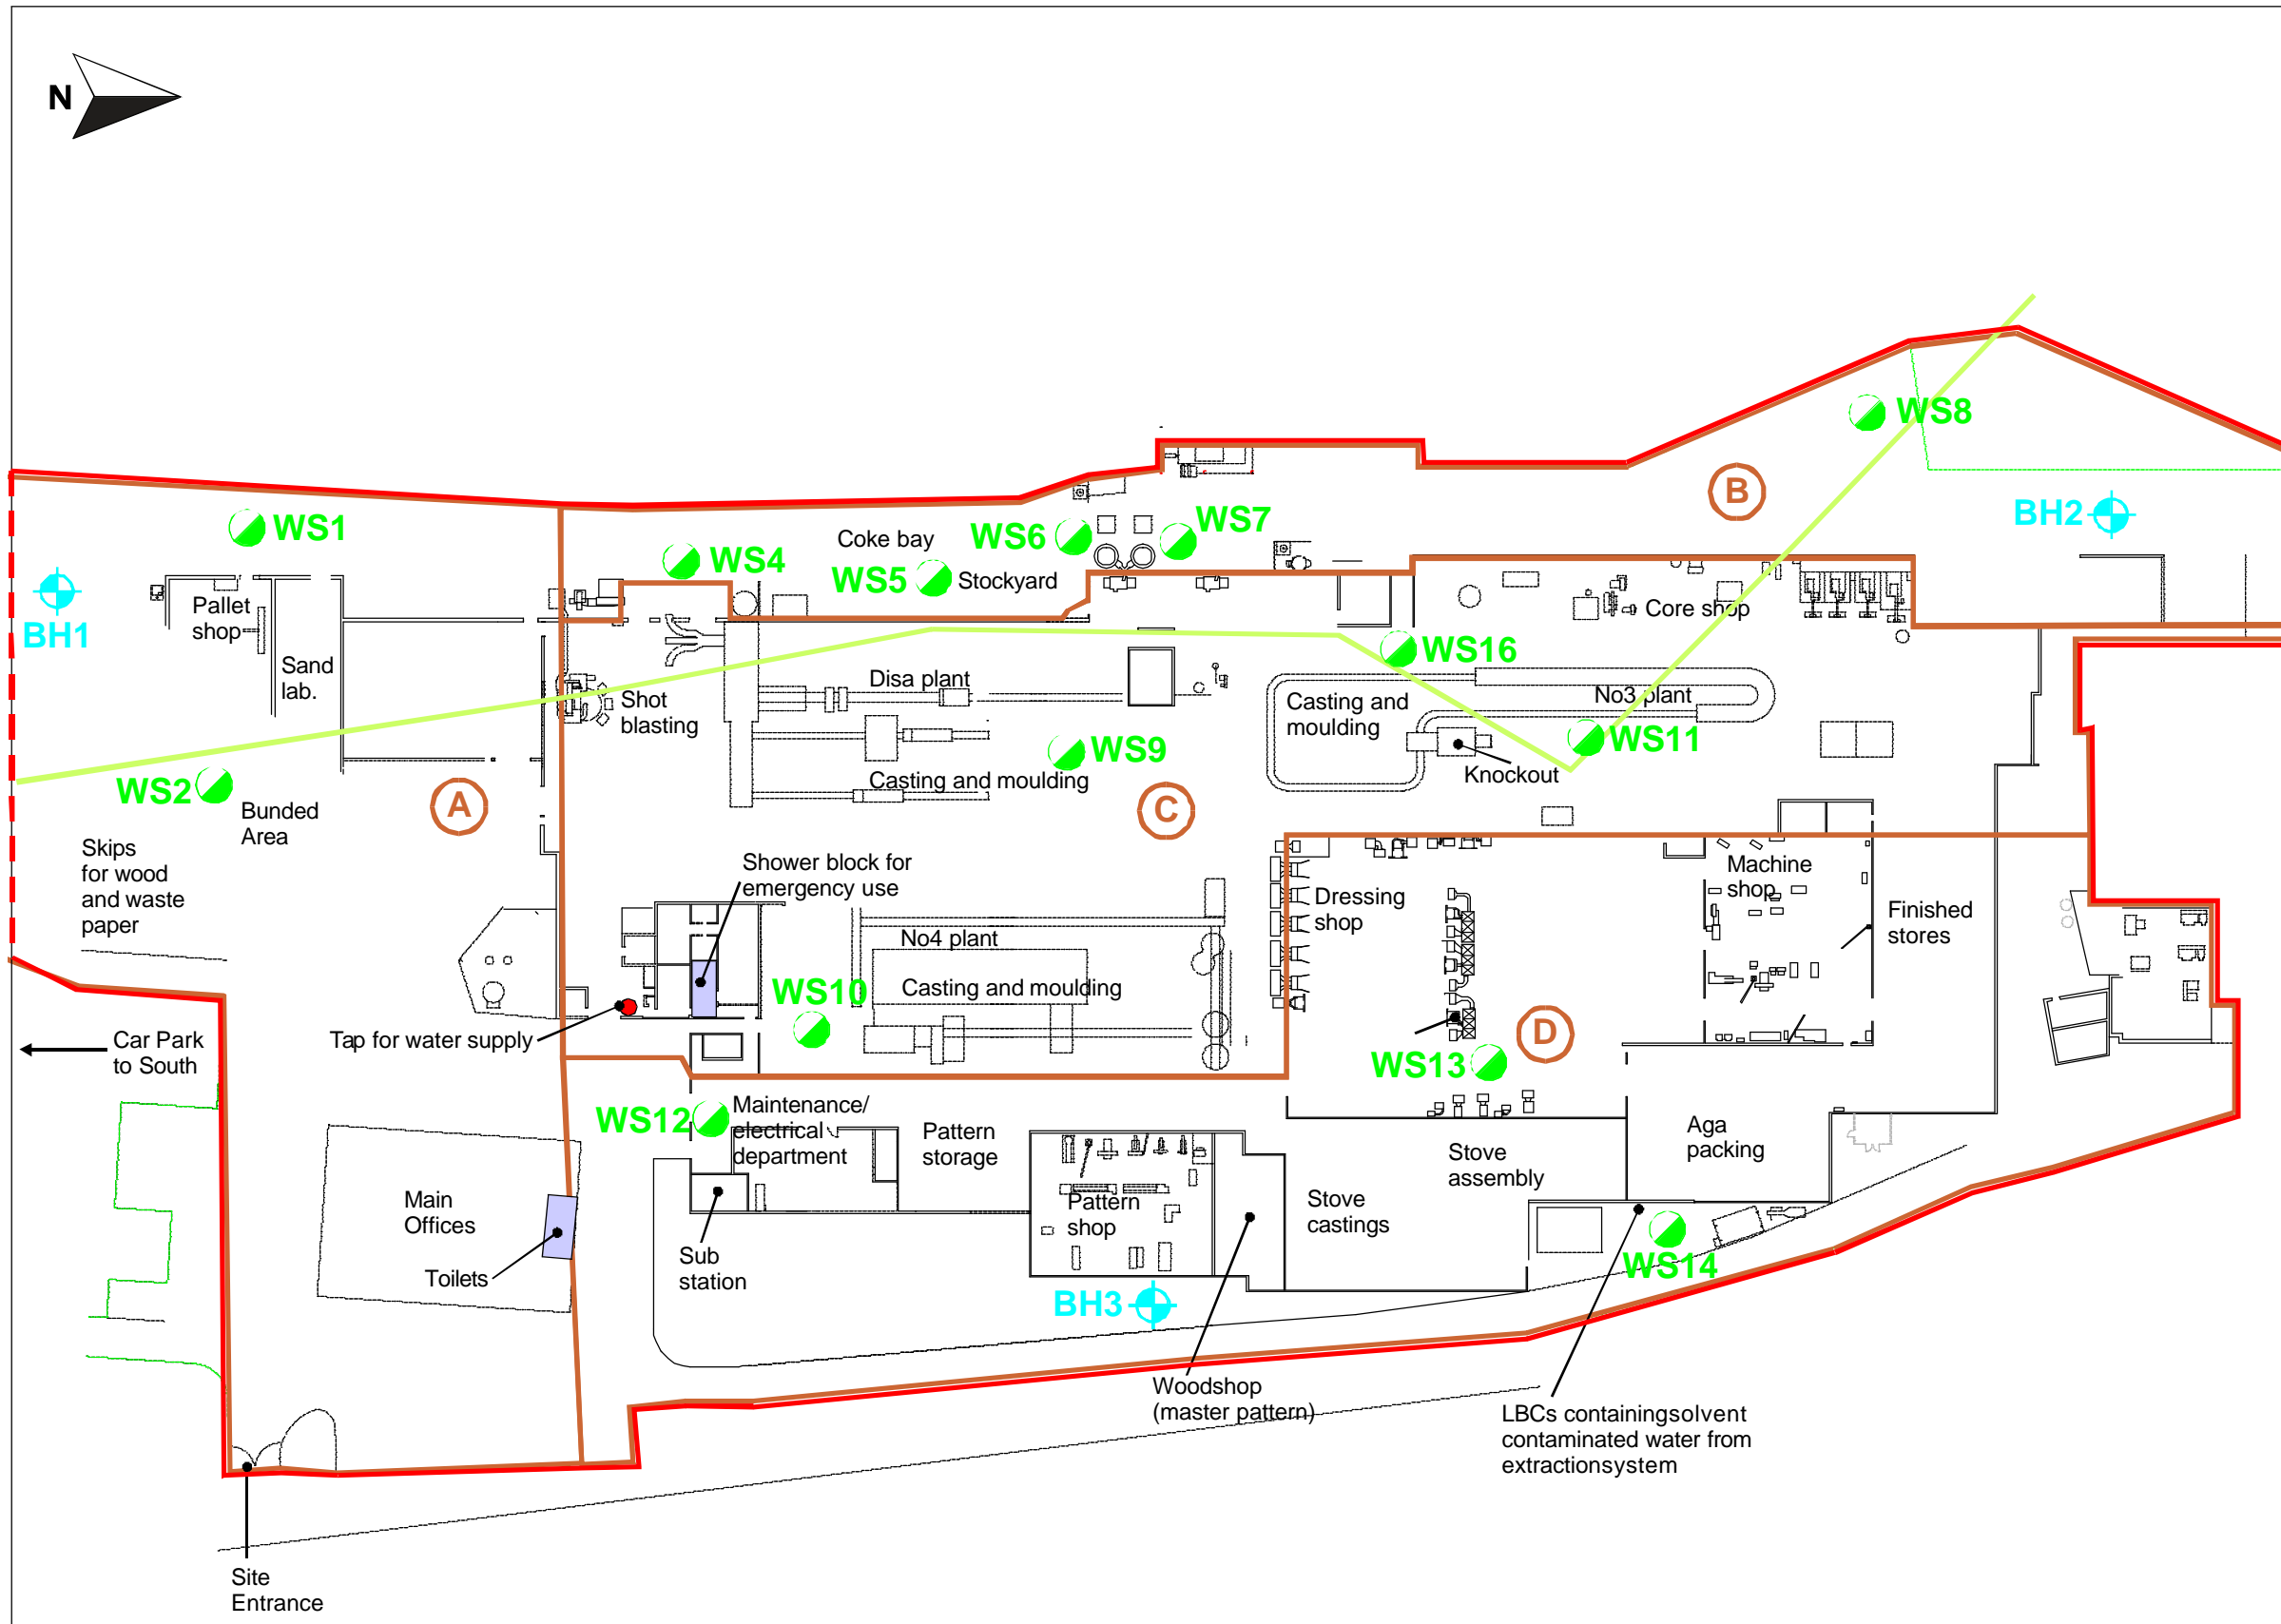 N
WS8
B
BH2
WS1
WS4
Coke bay
WS5
Stockyard
WS6
WS7
BH1
Pallet
shop
Sand
lab.
Core shop
WS16
Shot
blasting
Disa plant
Casting and
moulding
No3 plant
WS11
Knockout
WS9
Casting and moulding
WS2
Bunded
Area
A
C
Skips
for wood
and waste
paper
Shower block for
emergency use
Dressing
shop
Machine
shop
Finished
stores
No4 plant
Casting and moulding
WS10
Tap for water supply
Car Park
to South
D
WS13
WS12
Maintenance/
electrical
department
Pattern
storage
Stove
assembly
Aga
packing
Main
Offices
Toilets
Sub
station
Pattern
shop
Stove
castings
WS14
BH3
Woodshop
(master pattern)
LBCs containingsolvent
contaminated water from
extractionsystem
Site
Entrance